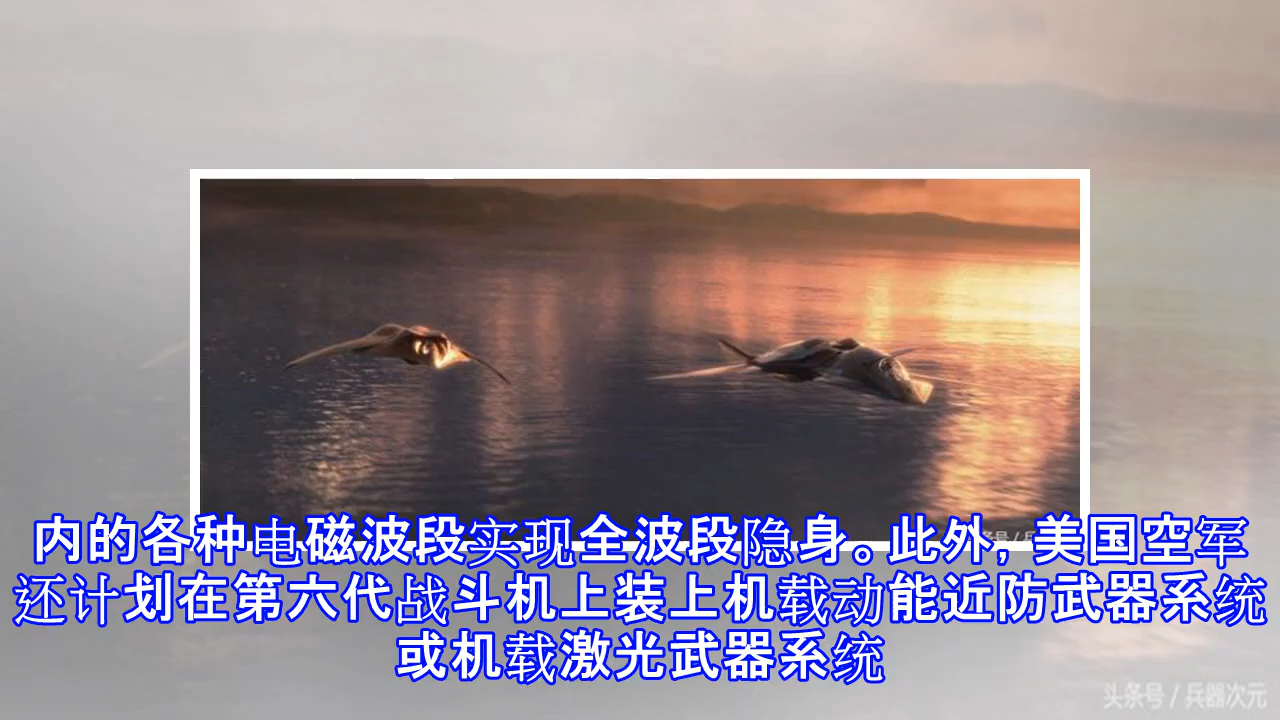 内的各种电磁波段实现全波段隐身。此外，美国空军
还计划在第六代战斗机上装上机载动能近防武器系统
或机载激光武器系统
头条号 / 兵器次元